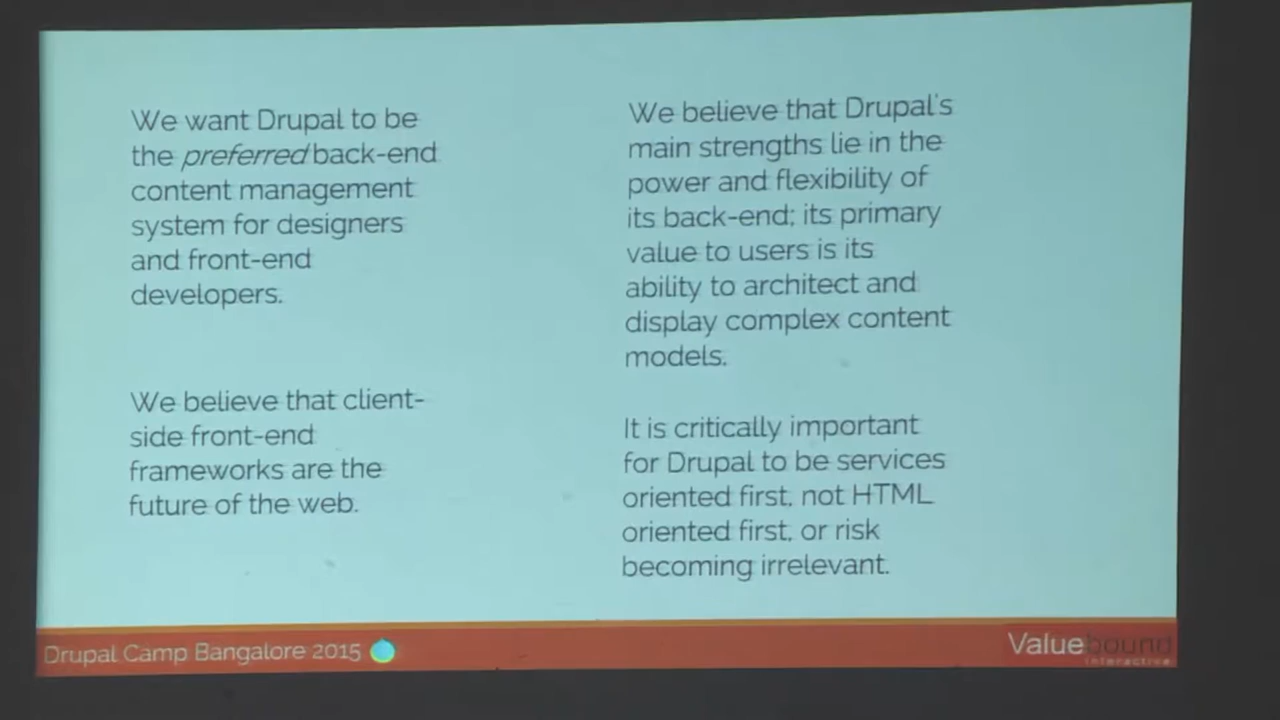 We want Drupal to be
the preferred back-end
content management
system for designers
and front-end
developers.
We believe that client-
side front-end
frameworks are the
future of the web.
We believe that Drupal's
main strengths lie in the
power and flexibility of
its back-end; its primary
value to users is its
ability to architect and
display complex content
models.
It is critically important
for Drupal to be services
oriented first, not HTML
oriented first, or risk
becoming irrelevant.
Drupal Camp Bangalore 2015
Valuebound
interactive